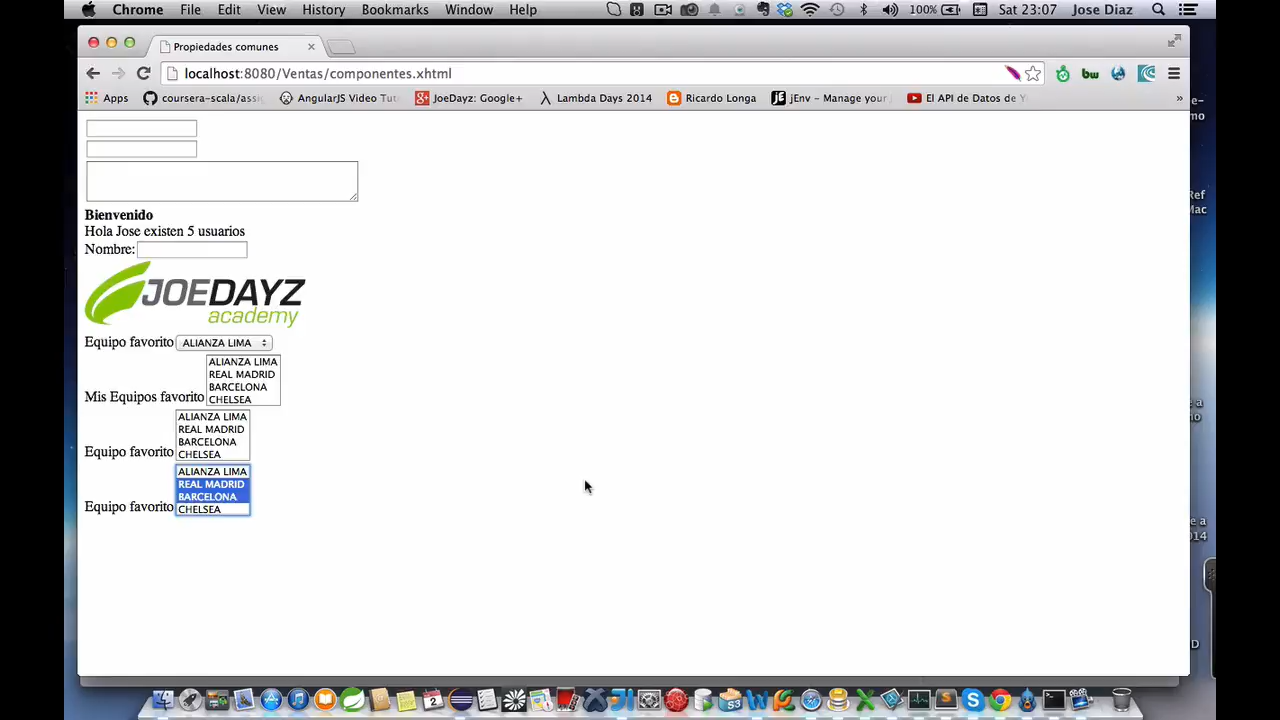 Chrome File Edit View History Bookmarks Window Help 100% Sat 23:07 Jose Diaz
Propiedades comunes
localhost:8080/Ventas/componentes.xhtml
Apps coursera-scala/assi AngularJS Video Tut JoeDayz: Google+ Lambda Days 2014 Ricardo Longa jEnv - Manage your El API de Datos de Y
Bienvenido
Hola Jose existen 5 usuarios
Nombre:
JOEDAYZ
academy
Equipo favorito ALIANZA LIMA
ALIANZA LIMA
REAL MADRID
BARCELONA
Mis Equipos favorito CHELSEA
ALIANZA LIMA
REAL MADRID
BARCELONA
Equipo favorito CHELSEA
ALIANZA LIMA
REAL MADRID
BARCELONA
Equipo favorito CHELSEA
Ref
Mac